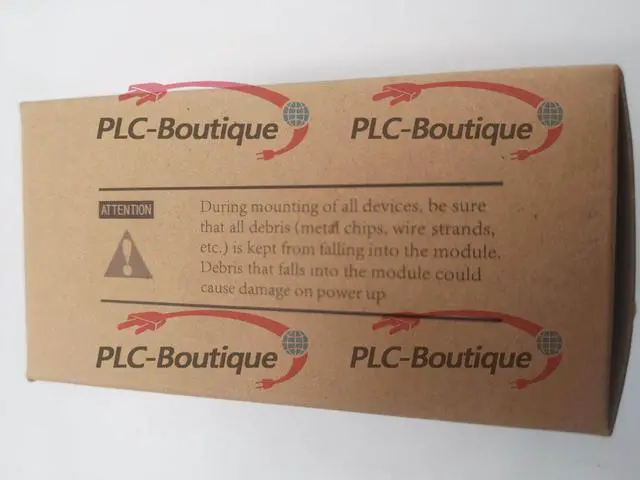 PLC-Boutique PLC-Boutique
ATTENTION
During mounting of all devices, be sure
that all debris (metal chips, wire strands,
etc.) is kept from falling into the module.
Debris that falls into the module could
cause damage on power up
PLC-Boutique PLC-Boutique